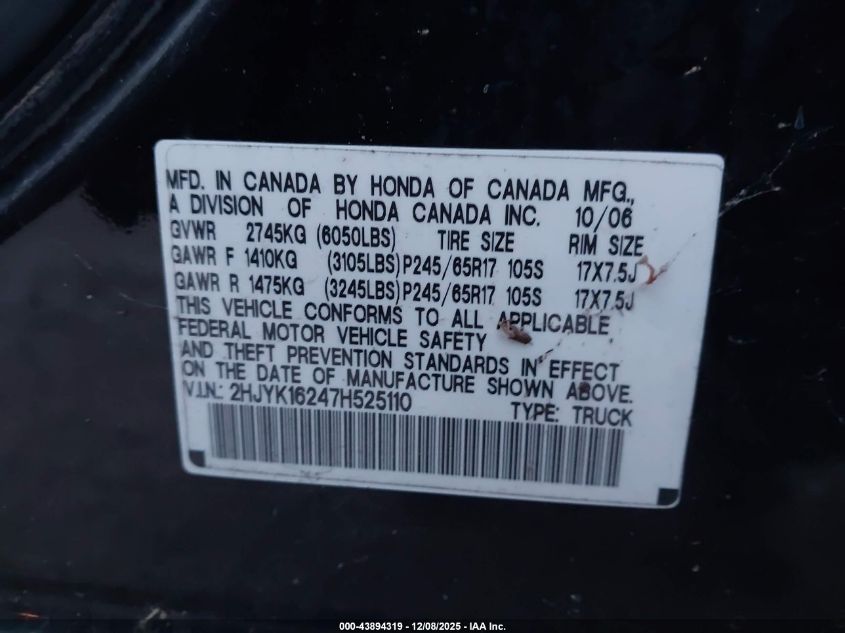 MFD. IN CANADA BY HONDA OF CANADA MFG.,
A DIVISION OF HONDA CANADA INC. 10/06
GVWR 2745KG (6050LBS) TIRE SIZE RIM SIZE
GAWR F 1410KG (3105LBS) P245/65R17 105S 17X7.5J
GAWR R 1475KG (3245LBS) P245/65R17 105S 17X7.5J
THIS VEHICLE CONFORMS TO ALL APPLICABLE
FEDERAL MOTOR VEHICLE SAFETY
AND THEFT PREVENTION STANDARDS IN EFFECT
ON THE DATE OF MANUFACTURE SHOWN ABOVE.
V.I.N.: 2HJYK16247H525110 TYPE: TRUCK
000-43894319 - 12/08/2025 - IAA Inc.